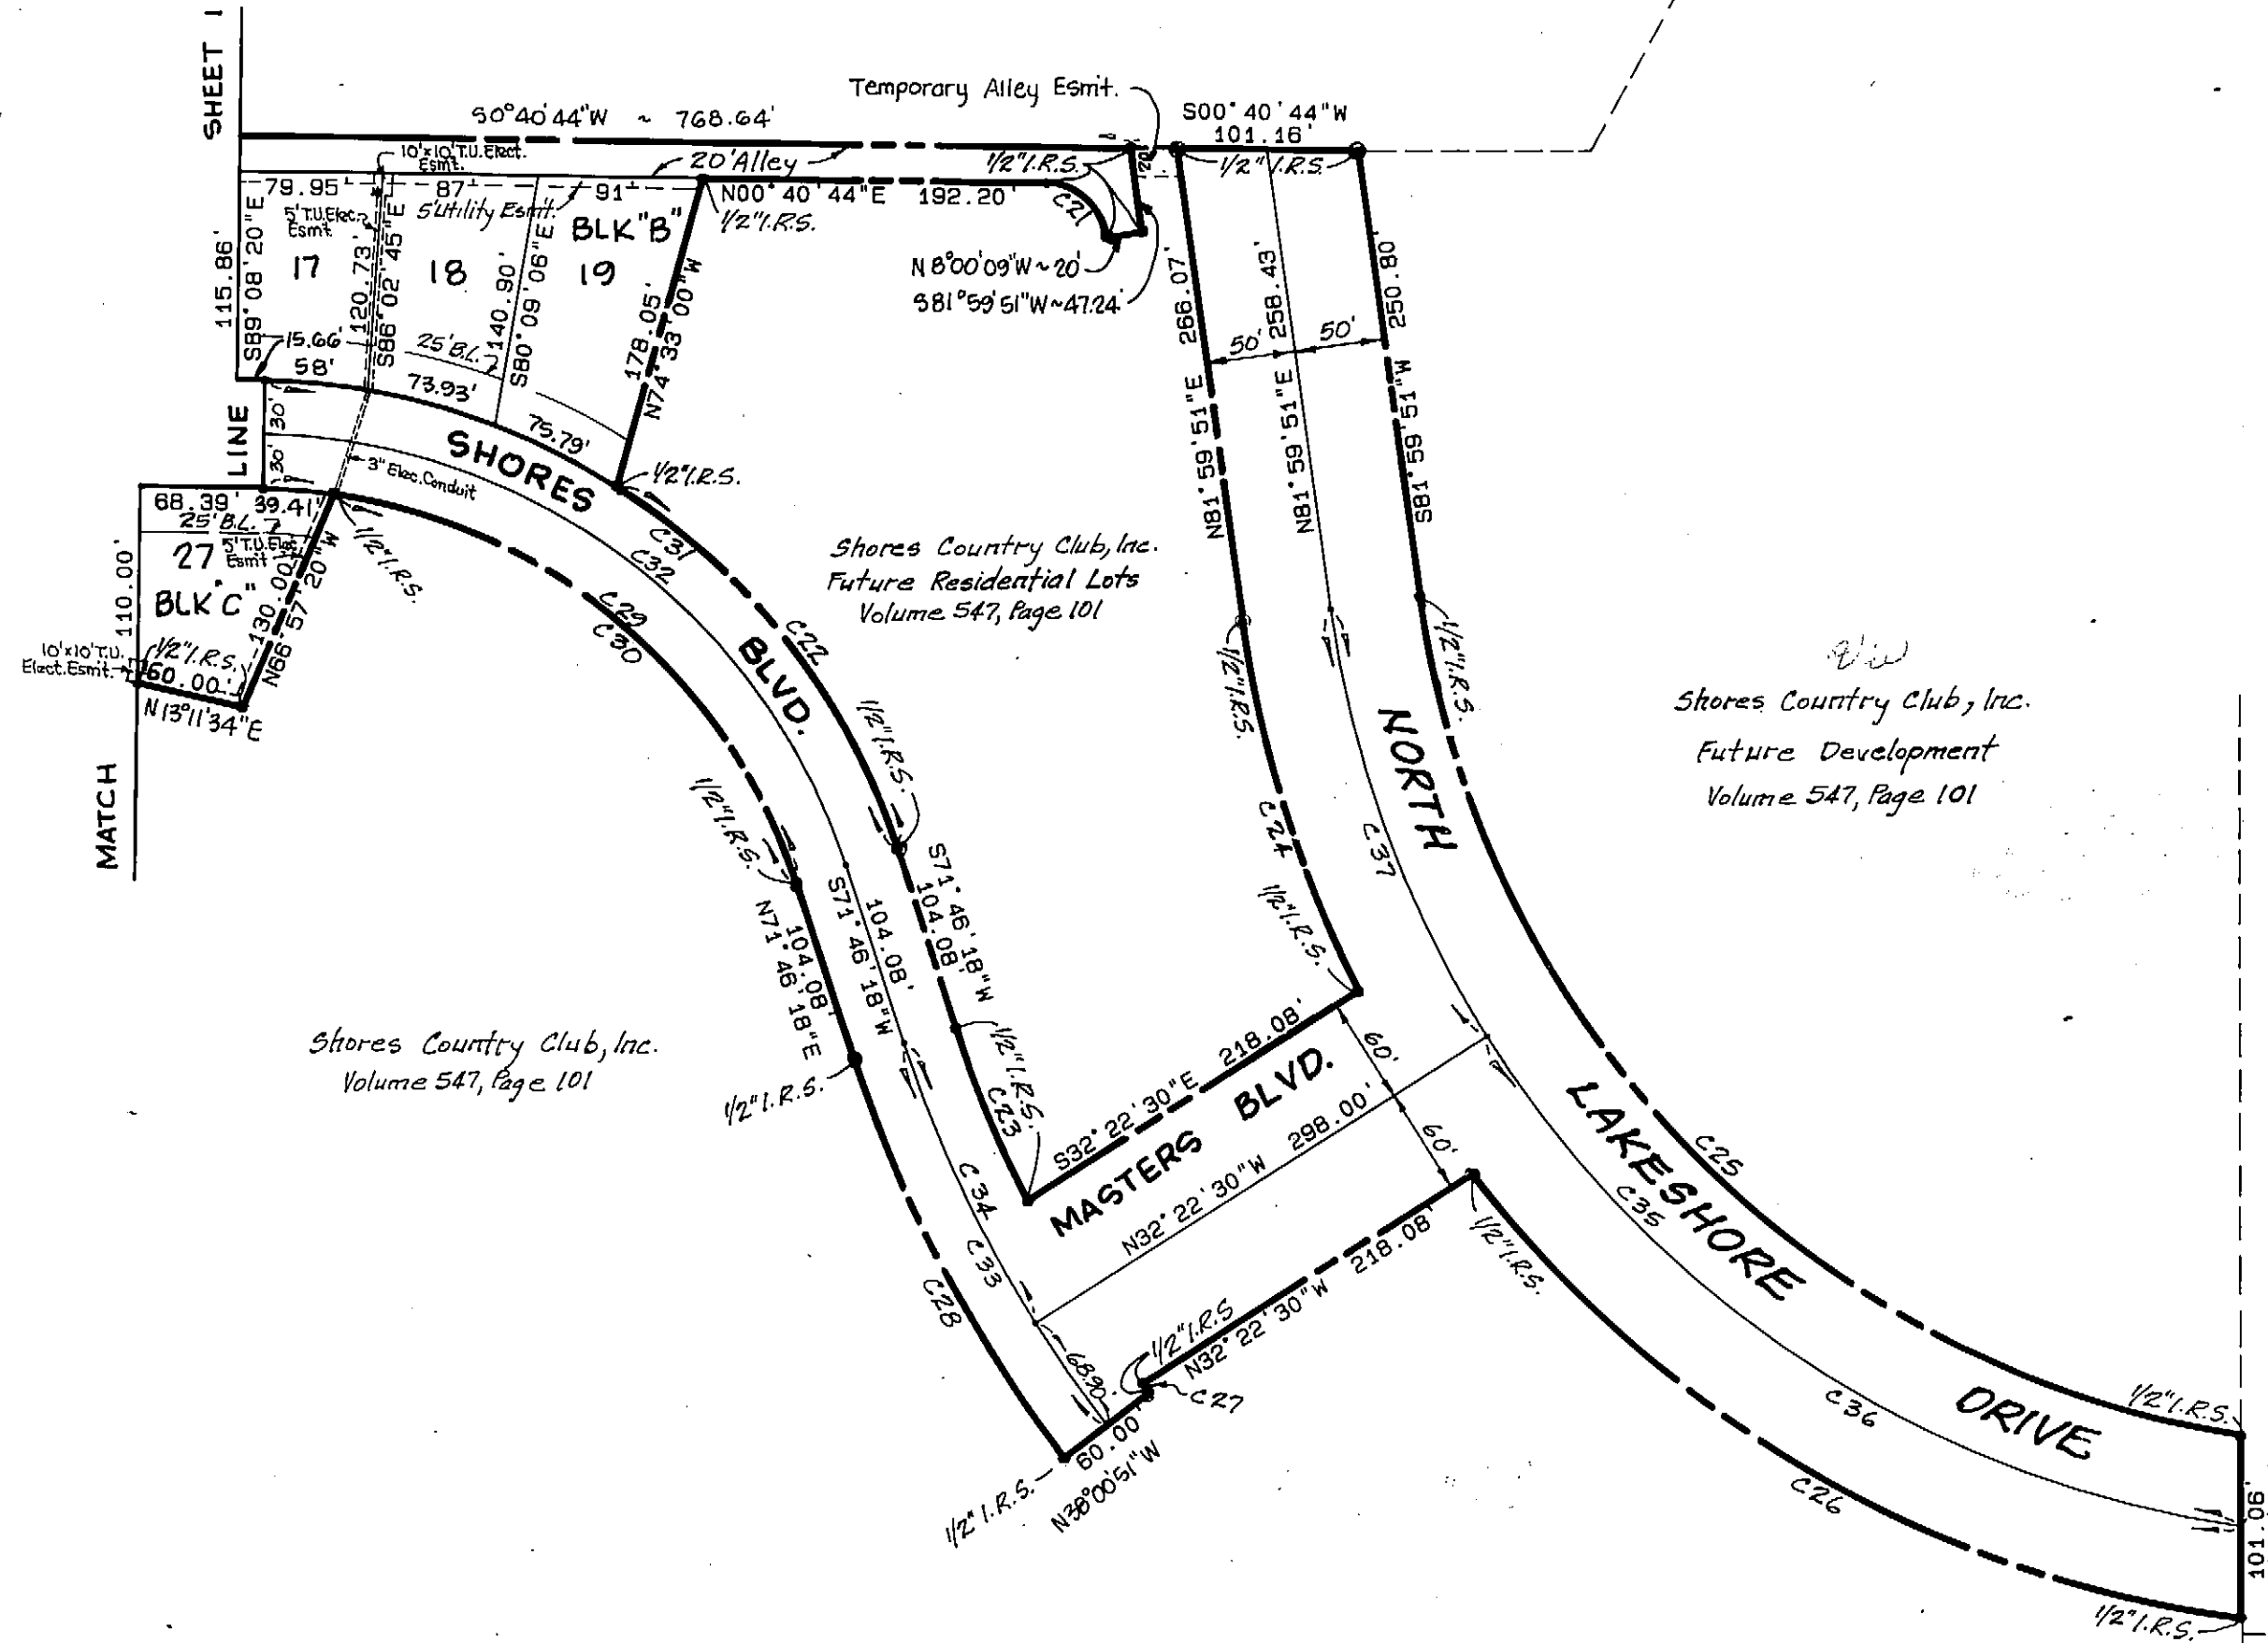 SHEET 1
S0°40'44"W ~ 768.64'
Temporary Alley Esmt.
S00°40'44"W
101.16'
10'x10'T.U.Elect.
Esmt.
20'Alley
1/2"I.R.S.
20'
1/2"I.R.S.
79.95'
87'
91'
N00°40'44"E 192.20'
C21
5'T.U.Elec.
Esmt.
5'Utility Esmt.
BLK"B"
1/2"I.R.S.
17
18
19
115.86'
S89°08'20"E
120.73'
S86°02'45"E
140.90'
S80°09'06"E
178.05'
N74°33'00"W
N8°00'09"W~20'
S81°59'51"W~47.24'
266.07'
258.43'
250.80'
50'
50'
15.66'
58'
25'B.L.
73.93'
75.79'
N81°59'51"E
N81°59'51"E
S81°59'51"W
LINE
30'
30'
SHORES
3" Elec.Conduit
1/2"I.R.S.
68.39' 39.41'
25'B.L.
27
5'T.U.Elec.
Esmt
BLK"C"
110.00'
130.00'
N66°57'20"W
1/2"I.R.S.
10'x10'T.U.
Elect.Esmt.
1/2"I.R.S.
60.00'
N13°11'34"E
MATCH
C31
C32
C29
C30
C22
BLVD.
Shores Country Club, Inc.
Future Residential Lots
Volume 547, Page 101
1/2"I.R.S.
1/2"I.R.S.
NORTH
Shores Country Club, Inc.
Future Development
Volume 547, Page 101
1/2"I.R.S.
1/2"I.R.S.
C24
C37
S71°46'18"W
104.08'
S71°46'18"W
104.08'
N71°46'18"E
104.08'
1/2"I.R.S.
Shores Country Club, Inc.
Volume 547, Page 101
1/2"I.R.S.
1/2"I.R.S.
C23
S32°22'30"E 218.08'
MASTERS BLVD.
60'
60'
N32°22'30"W 298.00'
N32°22'30"W 218.08'
1/2"I.R.S.
C34
C33
C28
LAKESHORE
C25
C35
68.90'
1/2"I.R.S
C27
60.00'
N38°00'51"W
1/2"I.R.S.
C36
DRIVE
C26
1/2"I.R.S.
101.06'
1/2"I.R.S.